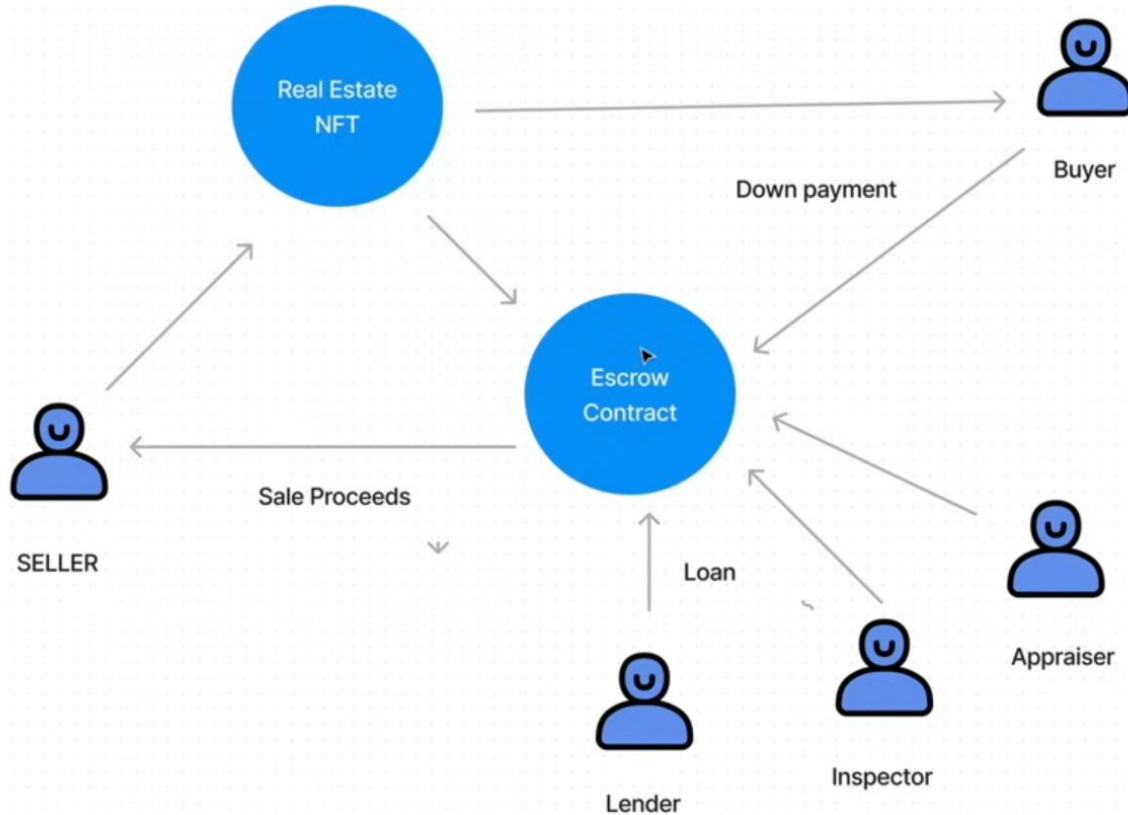 Real Estate
NFT
Buyer
Down payment
Escrow
Contract
Sale Proceeds
SELLER
Loan
Appraiser
Inspector
Lender